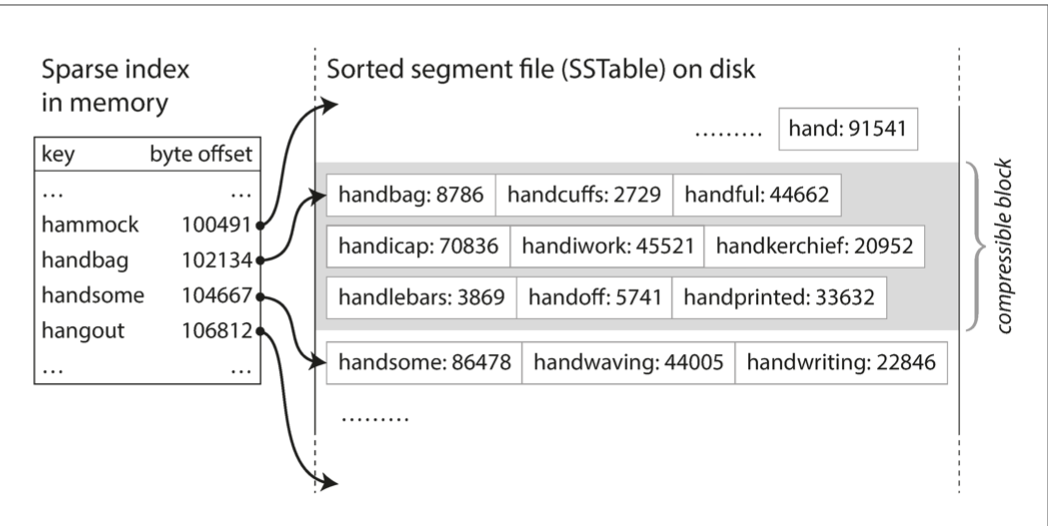 Sparse index
in memory
key byte offset
... ...
hammock 100491
handbag 102134
handsome 104667
hangout 106812
... ...
Sorted segment file (SSTable) on disk
......... hand: 91541
handbag: 8786 handcuffs: 2729 handful: 44662
handicap: 70836 handiwork: 45521 handkerchief: 20952
handlebars: 3869 handoff: 5741 handprinted: 33632
handsome: 86478 handwaving: 44005 handwriting: 22846
.........
compressible block